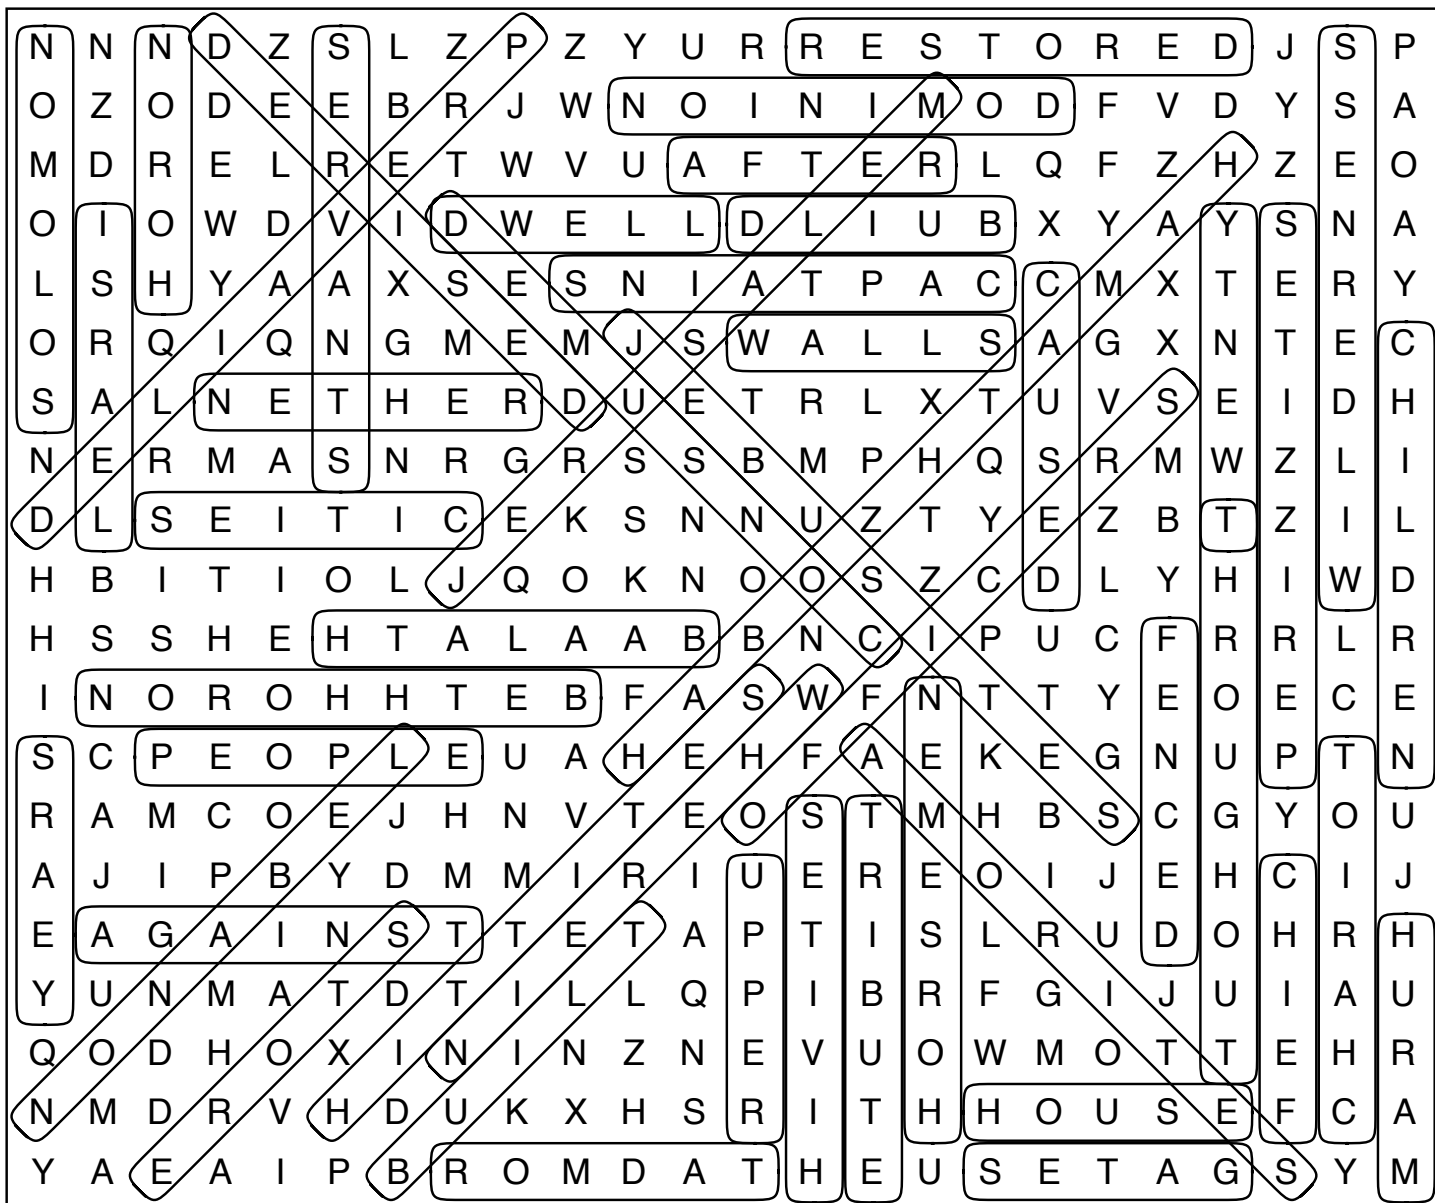 N N N D Z S L Z P Z Y U R R E S T O R E D J S P
O Z O D E E B R J W N O I N I M O D F V D Y S A
M D R E L R E T W V U A F T E R L Q F Z H Z E O
O I O W D V I D W E L L D L I U B X Y A Y S N A
L S H Y A A X S E S N I A T P A C C M X T E R Y
O R Q I Q N G M E M J S W A L L S A G X N T E C
S A L N E T H E R D U E T R L X T U V S E I D H
N E R M A S N R G R S S B M P H Q S R M W Z L I
D L S E I T I C E K S N N U Z T Y E Z B T Z I L
H B I T I O L J Q O K N O O S Z C D L Y H I W D
H S S H E H T A L A A B B N C I P U C F R R L R
I N O R O H H T E B F A S W F N T T Y E O E C E
S C P E O P L E U A H E H F A E K E G N U P T N
R A M C O E J H N V T E O S T M H B S C G Y O U
A J I P B Y D M M I R I U E R E O I J E H C I J
E A G A I N S T T E T A P T I S L R U D O H R H
Y U N M A T D T I L L Q P I B R F G I J U I A U
Q O D H O X I N I N Z N E V U O W M O T T E H R
N M D R V H D U K X H S R I T H H O U S E F C A
Y A E A I P B R O M D A T H E U S E T A G S Y M